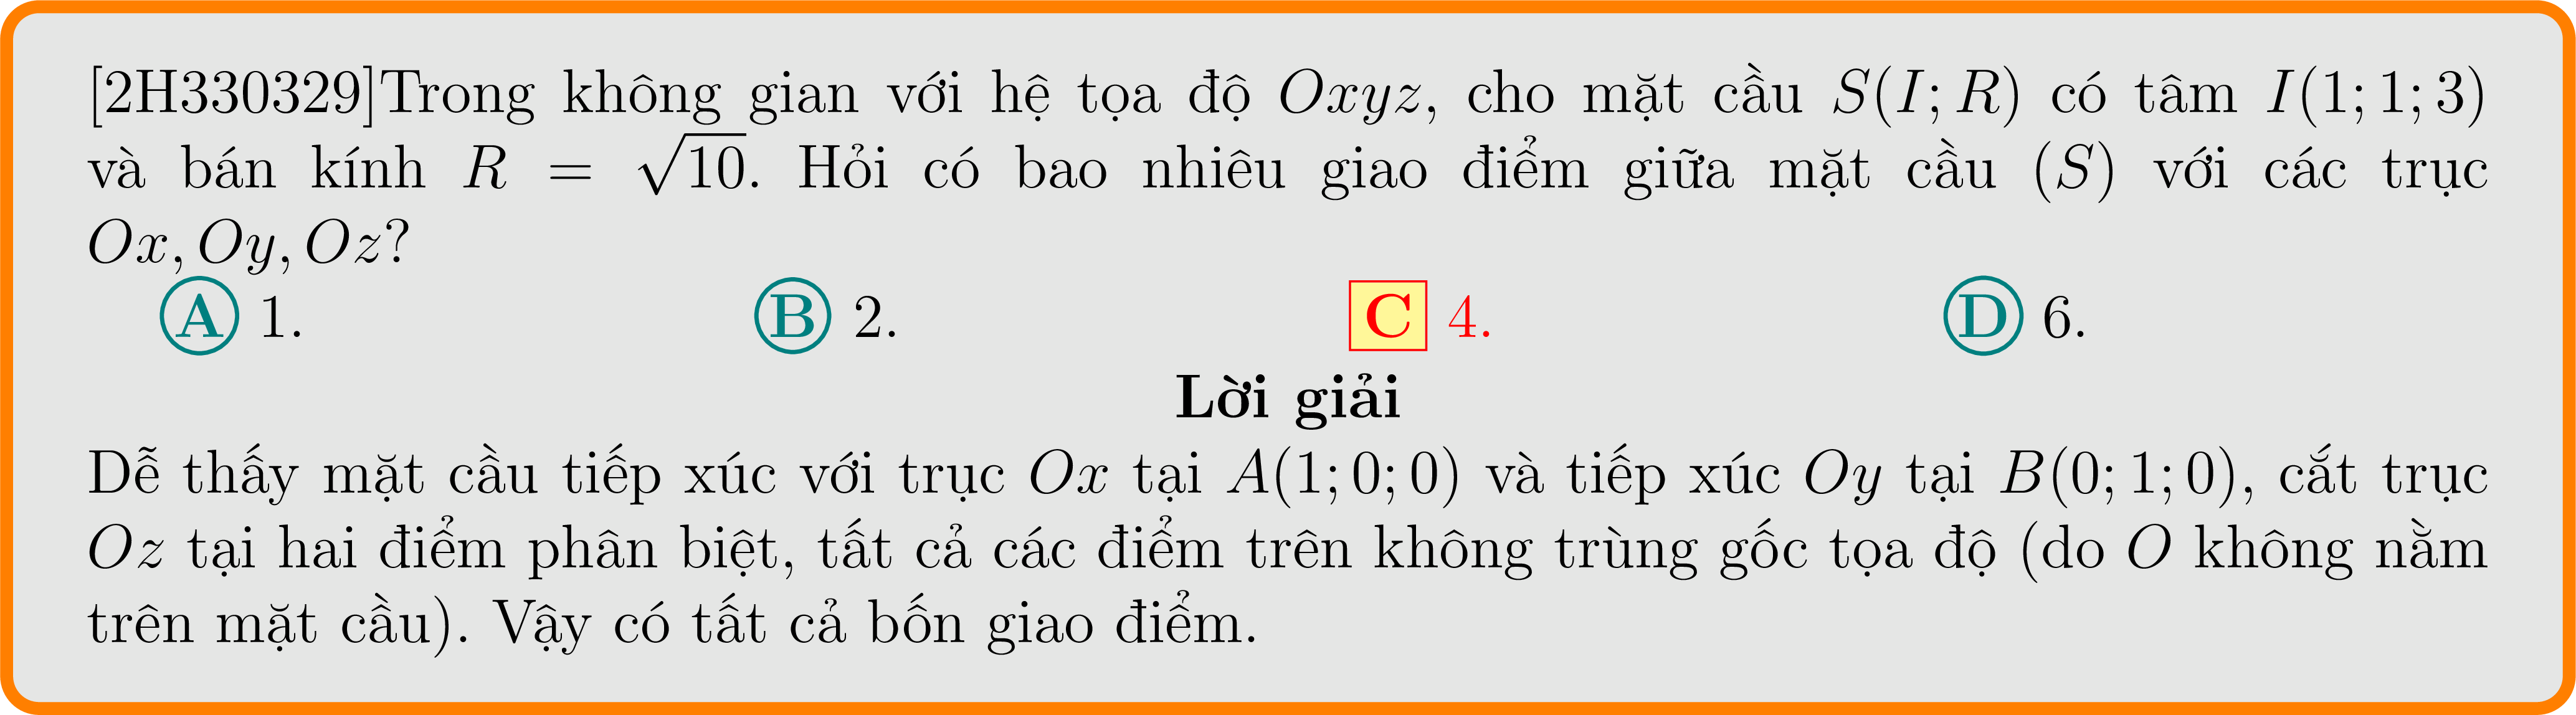 [2H330329]Trong không gian với hệ tọa độ Oxyz, cho mặt cầu S(I; R) có tâm I(1; 1; 3)
và bán kính R = √10. Hỏi có bao nhiêu giao điểm giữa mặt cầu (S) với các trục
Ox, Oy, Oz?
A 1. B 2. C 4. D 6.
Lời giải
Dễ thấy mặt cầu tiếp xúc với trục Ox tại A(1; 0; 0) và tiếp xúc Oy tại B(0; 1; 0), cắt trục
Oz tại hai điểm phân biệt, tất cả các điểm trên không trùng gốc tọa độ (do O không nằm
trên mặt cầu). Vậy có tất cả bốn giao điểm.